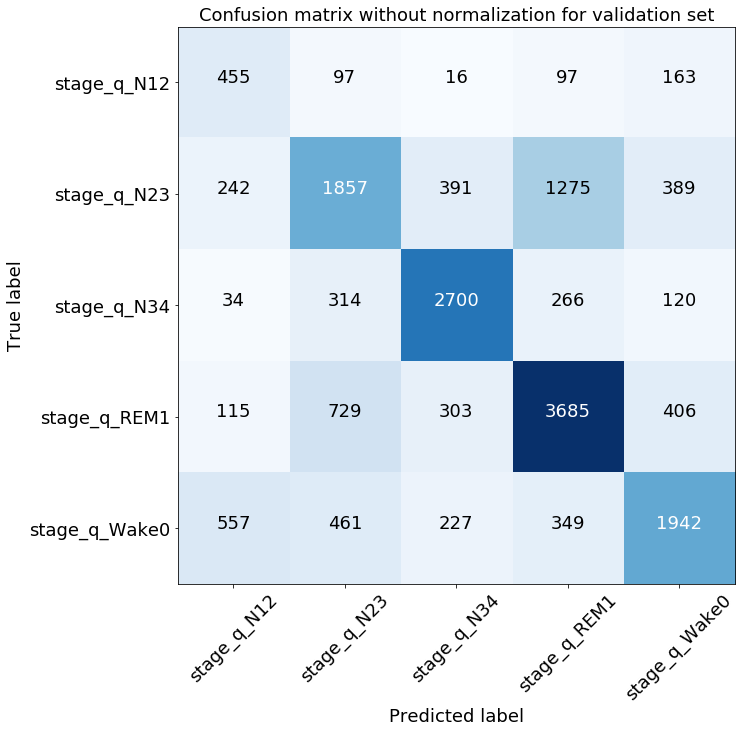 Confusion matrix without normalization for validation set
True label
stage_q_N12 455 97 16 97 163
stage_q_N23 242 1857 391 1275 389
stage_q_N34 34 314 2700 266 120
stage_q_REM1 115 729 303 3685 406
stage_q_Wake0 557 461 227 349 1942
stage_q_N12 stage_q_N23 stage_q_N34 stage_q_REM1 stage_q_Wake0
Predicted label